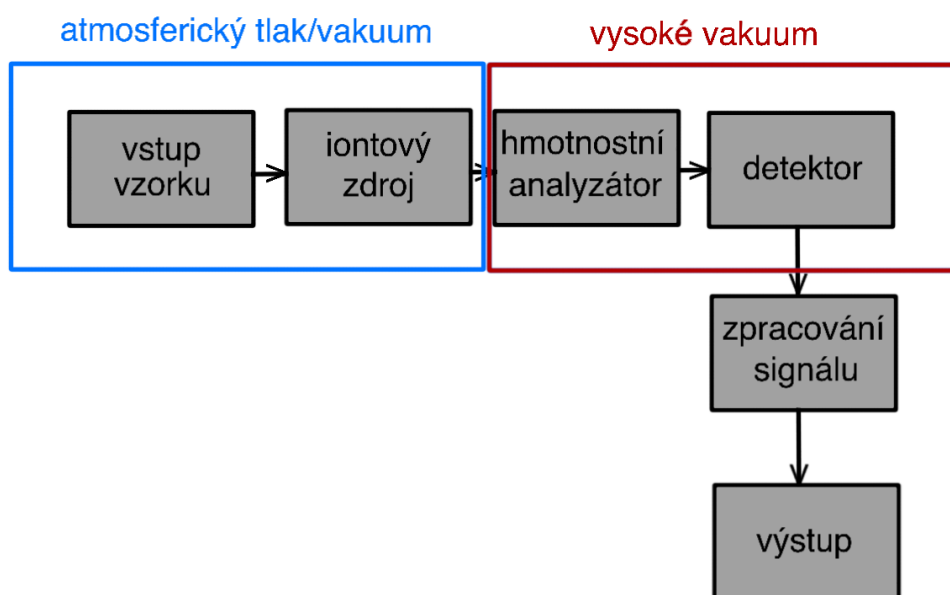 atmosferický tlak/vakuum
vysoké vakuum
vstup
vzorku
iontový
zdroj
hmotnostní
analyzátor
detektor
zpracování
signálu
výstup